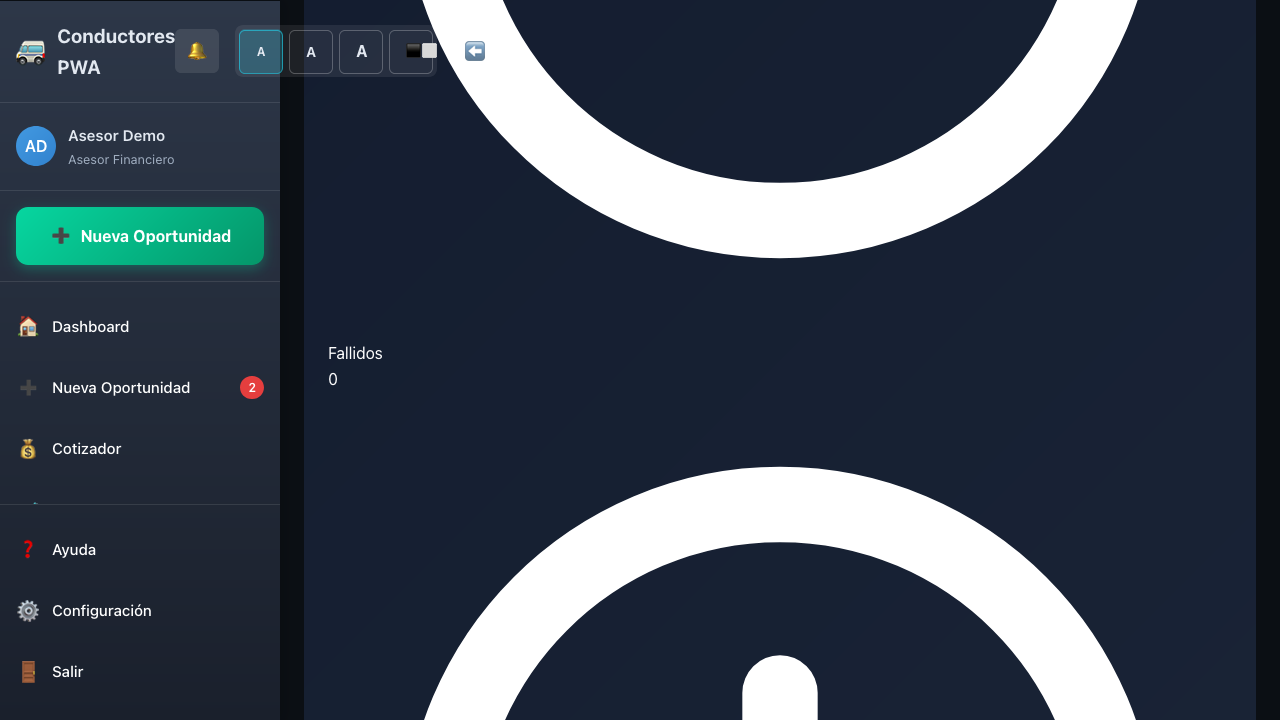 Conductores
PWA
A
A
A
AD
Asesor Demo
Asesor Financiero
Nueva Oportunidad
Dashboard
Nueva Oportunidad
2
Cotizador
Ayuda
Configuración
Salir
Fallidos
0